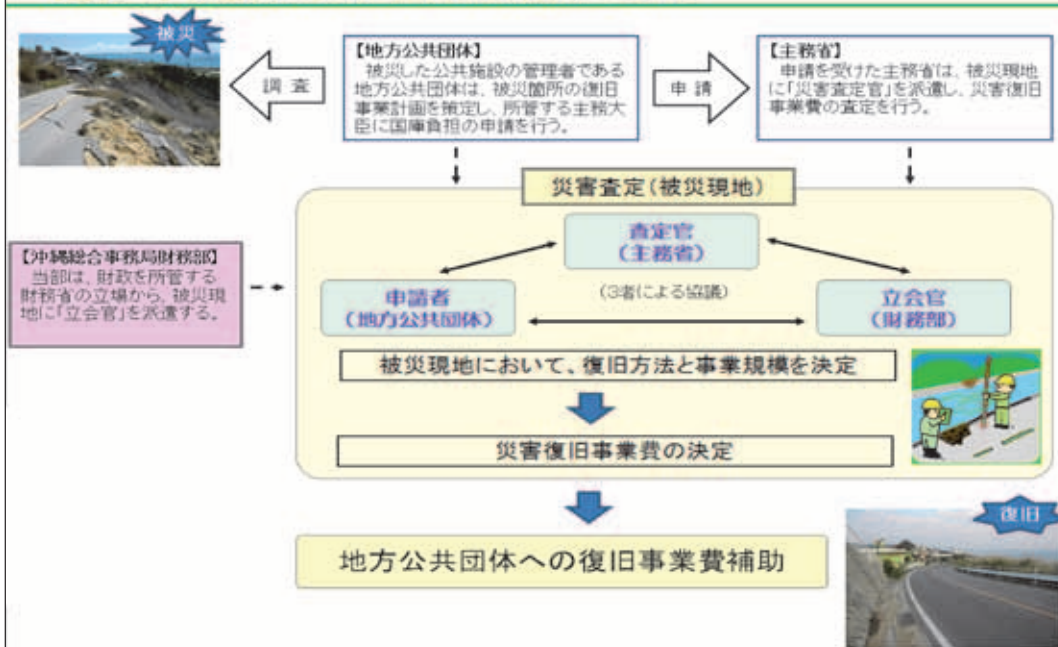 被災
調 査
【地方公共団体】
被災した公共施設の管理者である
地方公共団体は、被災箇所の復旧
事業計画を策定し、所管する主務大
臣に国庫負担の申請を行う。
申 請
【主務省】
申請を受けた主務省は、被災現地
に「災害査定官」を派遣し、災害復旧
事業費の査定を行う。
災害査定(被災現地)
査定官
(主務省)
【沖縄総合事務局財務部】
当部は、財政を所管する
財務省の立場から、被災現
地に「立会官」を派遣する。
申請者
(地方公共団体)
(3者による協議)
立会官
(財務部)
被災現地において、復旧方法と事業規模を決定
災害復旧事業費の決定
復旧
地方公共団体への復旧事業費補助